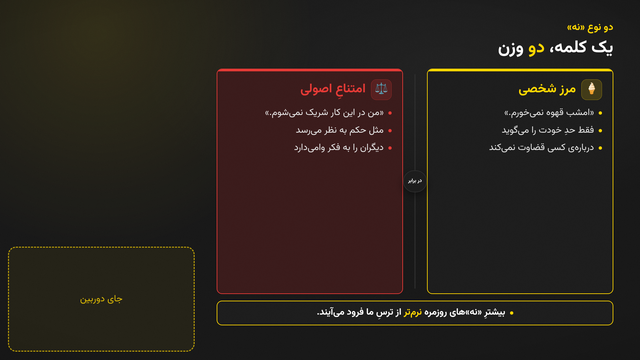 دو نوع «نه»
یک کلمه، دو وزن
مرز شخصی
«امشب قهوه نمی‌خورم.»
فقط حدِ خودت را می‌گوید
درباره‌ی کسی قضاوت نمی‌کند
در برابر
امتناعِ اصولی
«من در این کار شریک نمی‌شوم.»
مثل حکم به نظر می‌رسد
دیگران را به فکر وامی‌دارد
بیشترِ «نه»های روزمره نرم‌تر از ترسِ ما فرود می‌آیند.
جای دوربین